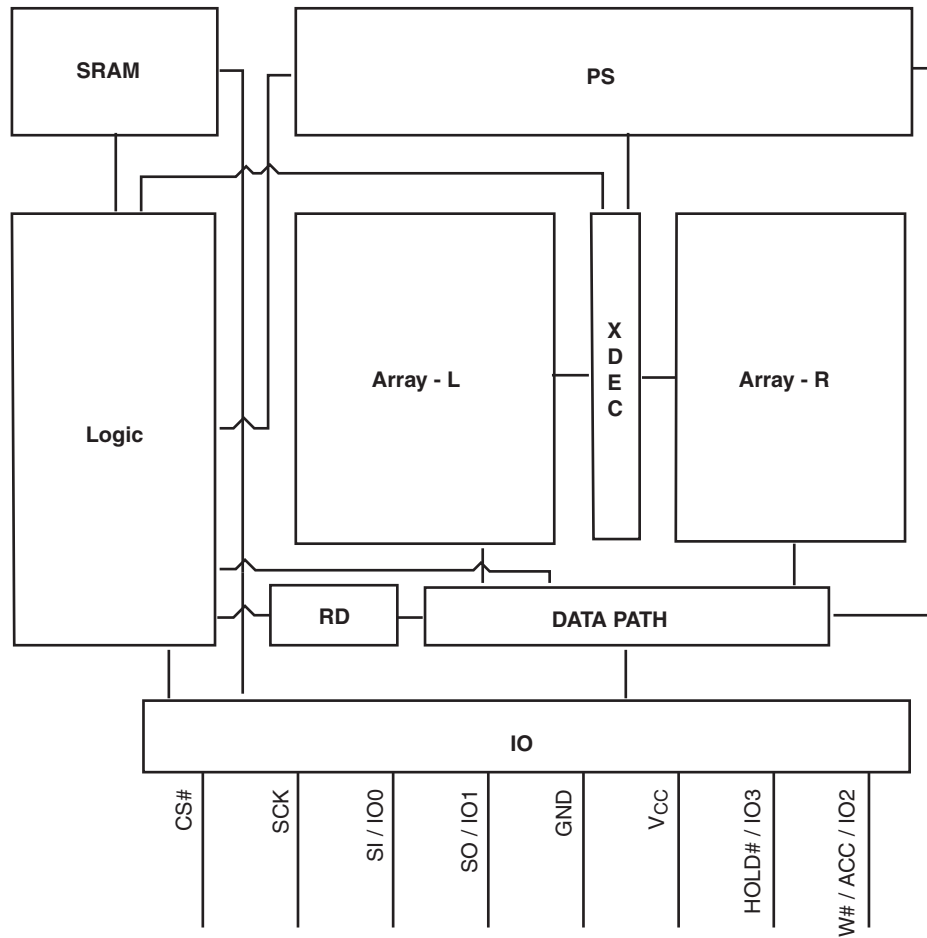 SRAM
PS
Logic
Array - L
X
D
E
C
Array - R
RD
DATA PATH
IO
CS#
SCK
SI / IO0
SO / IO1
GND
VCC
HOLD# / IO3
W# / ACC / IO2